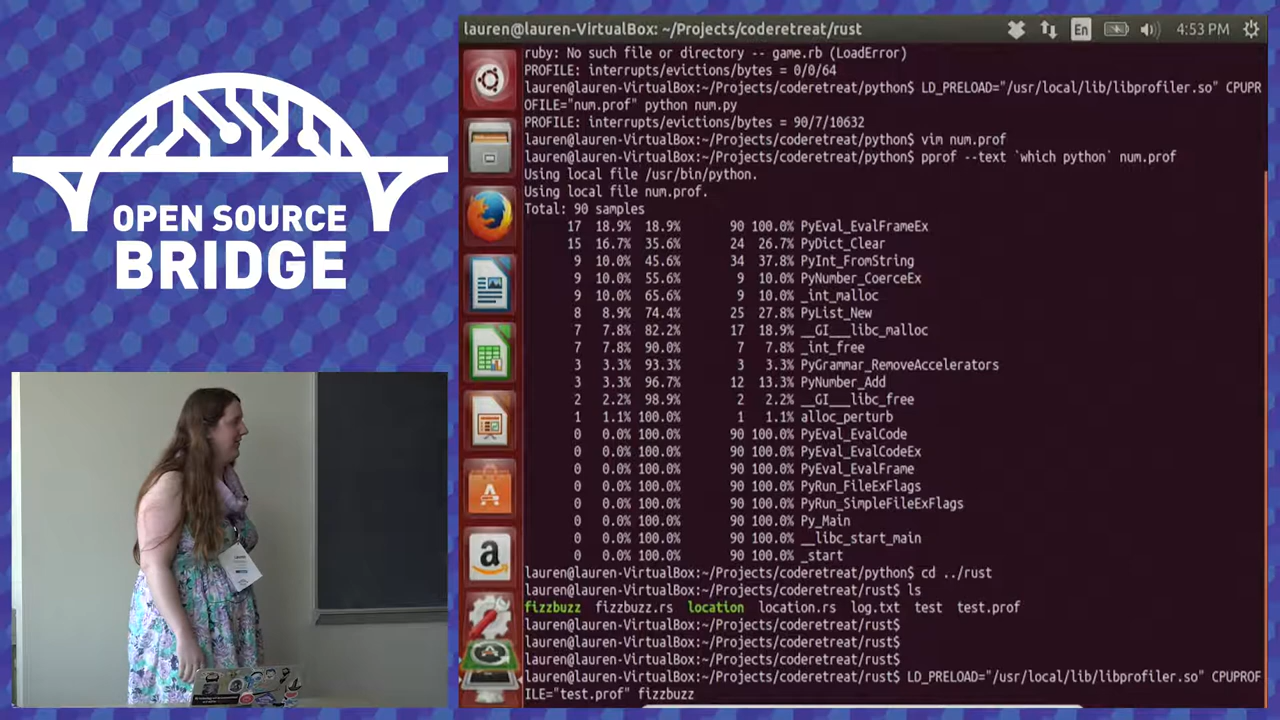 OPEN SOURCE
BRIDGE
lauren@lauren-VirtualBox: ~/Projects/coderetreat/rust
En
4:53 PM
ruby: No such file or directory -- game.rb (LoadError)
PROFILE: interrupts/evictions/bytes = 0/0/64
lauren@lauren-VirtualBox:~/Projects/coderetreat/python$ LD_PRELOAD="/usr/local/lib/libprofiler.so" CPUPR
OFILE="num.prof" python num.py
PROFILE: interrupts/evictions/bytes = 90/7/10632
lauren@lauren-VirtualBox:~/Projects/coderetreat/python$ vim num.prof
lauren@lauren-VirtualBox:~/Projects/coderetreat/python$ pprof --text `which python` num.prof
Using local file /usr/bin/python.
Using local file num.prof.
Total: 90 samples
17 18.9% 18.9% 90 100.0% PyEval_EvalFrameEx
15 16.7% 35.6% 24 26.7% PyDict_Clear
9 10.0% 45.6% 34 37.8% PyInt_FromString
9 10.0% 55.6% 9 10.0% PyNumber_CoerceEx
9 10.0% 65.6% 9 10.0% _int_malloc
8 8.9% 74.4% 25 27.8% PyList_New
7 7.8% 82.2% 17 18.9% __GI___libc_malloc
7 7.8% 90.0% 7 7.8% _int_free
3 3.3% 93.3% 3 3.3% PyGrammar_RemoveAccelerators
3 3.3% 96.7% 12 13.3% PyNumber_Add
2 2.2% 98.9% 2 2.2% __GI___libc_free
1 1.1% 100.0% 1 1.1% alloc_perturb
0 0.0% 100.0% 90 100.0% PyEval_EvalCode
0 0.0% 100.0% 90 100.0% PyEval_EvalCodeEx
0 0.0% 100.0% 90 100.0% PyEval_EvalFrame
0 0.0% 100.0% 90 100.0% PyRun_FileExFlags
0 0.0% 100.0% 90 100.0% PyRun_SimpleFileExFlags
0 0.0% 100.0% 90 100.0% Py_Main
0 0.0% 100.0% 90 100.0% __libc_start_main
0 0.0% 100.0% 90 100.0% _start
lauren@lauren-VirtualBox:~/Projects/coderetreat/python$ cd ../rust
lauren@lauren-VirtualBox:~/Projects/coderetreat/rust$ ls
fizzbuzz fizzbuzz.rs location location.rs log.txt test test.prof
lauren@lauren-VirtualBox:~/Projects/coderetreat/rust$
lauren@lauren-VirtualBox:~/Projects/coderetreat/rust$
lauren@lauren-VirtualBox:~/Projects/coderetreat/rust$
lauren@lauren-VirtualBox:~/Projects/coderetreat/rust$ LD_PRELOAD="/usr/local/lib/libprofiler.so" CPUPROF
ILE="test.prof" fizzbuzz